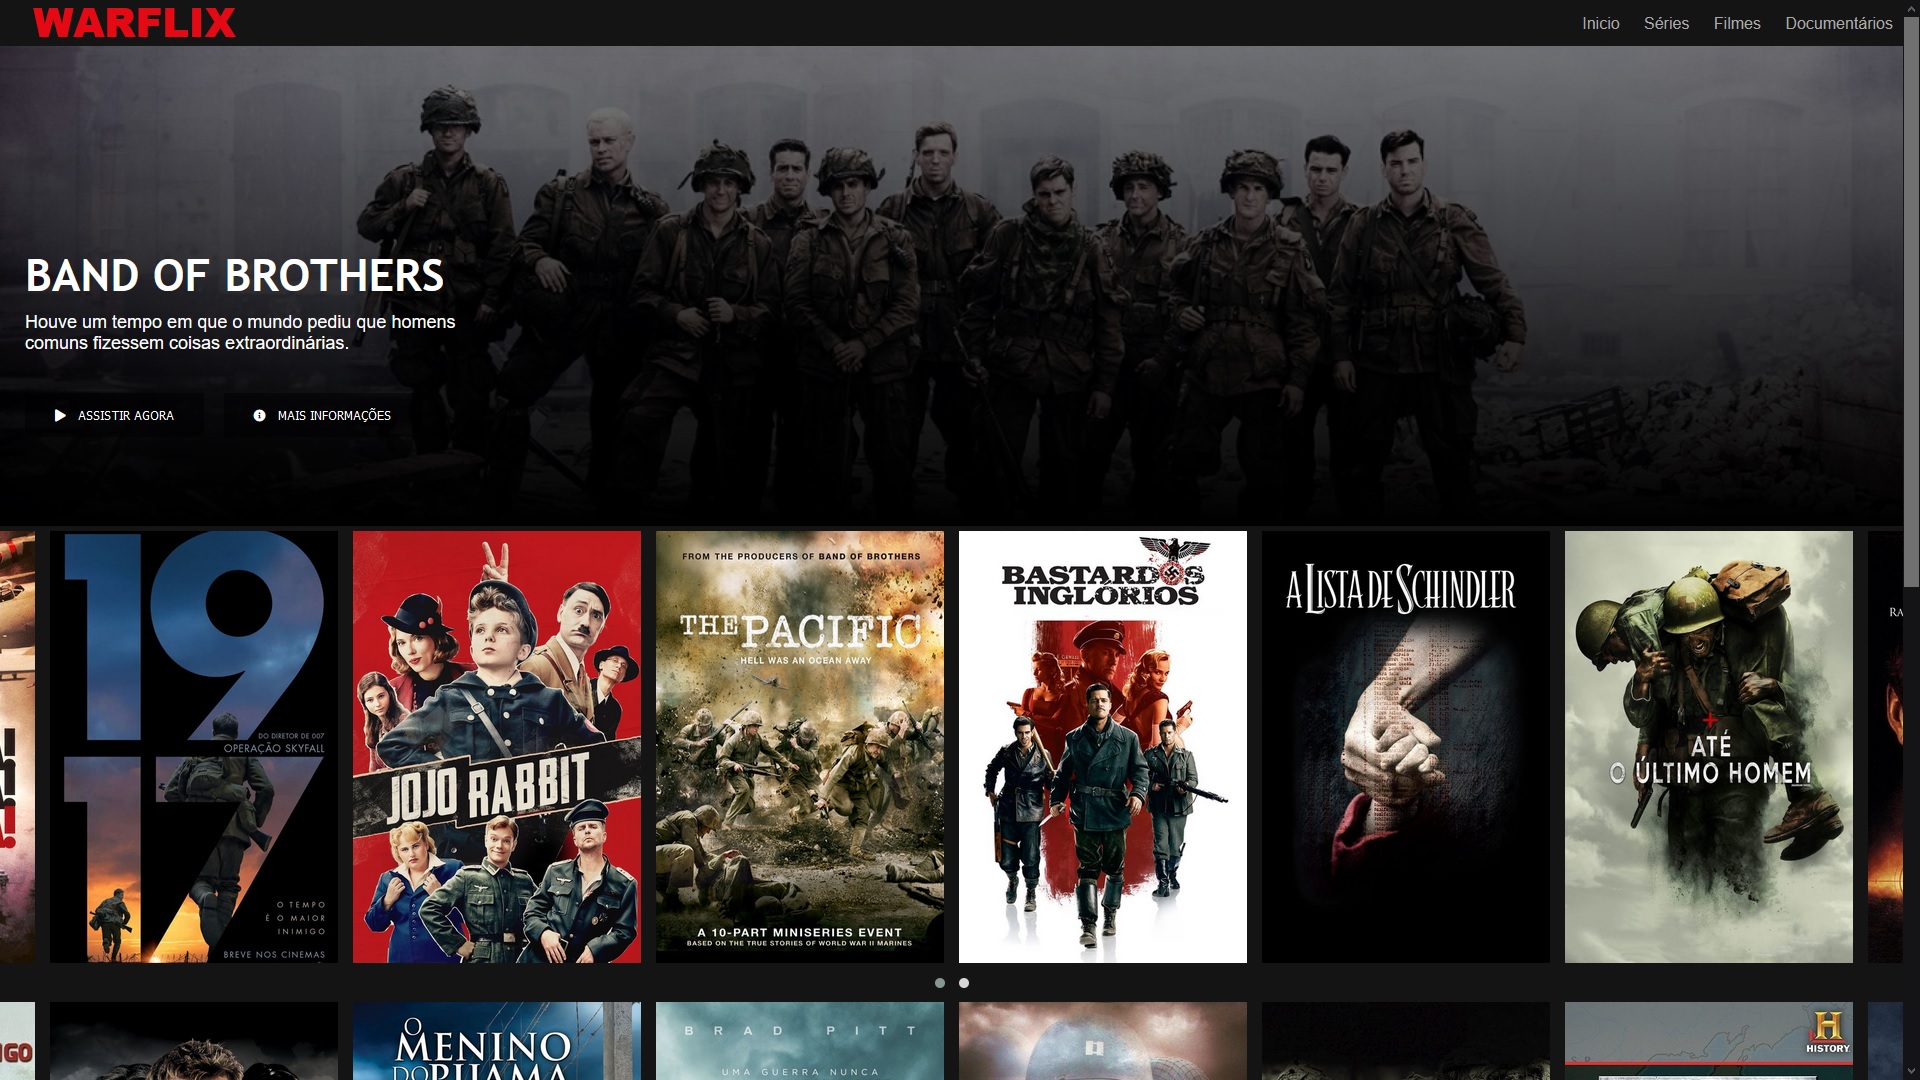 WARFLIX
Inicio Séries Filmes Documentários
BAND OF BROTHERS
Houve um tempo em que o mundo pediu que homens
comuns fizessem coisas extraordinárias.
ASSISTIR AGORA MAIS INFORMAÇÕES
1917
DO DIRETOR DE 007
OPERAÇÃO SKYFALL
O TEMPO
É O MAIOR
INIMIGO
BREVE NOS CINEMAS
JOJO RABBIT
FROM THE PRODUCERS OF BAND OF BROTHERS
THE PACIFIC
HELL WAS AN OCEAN AWAY
A 10-PART MINISERIES EVENT
BASED ON THE TRUE STORIES OF WORLD WAR II MARINES
BASTARDOS
INGLÓRIOS
A LISTA DE SCHINDLER
ATÉ
O ÚLTIMO HOMEM
RA
GO
O
MENINO
DO PIJAMA
BRAD PITT
UMA GUERRA NUNCA
H
HISTORY